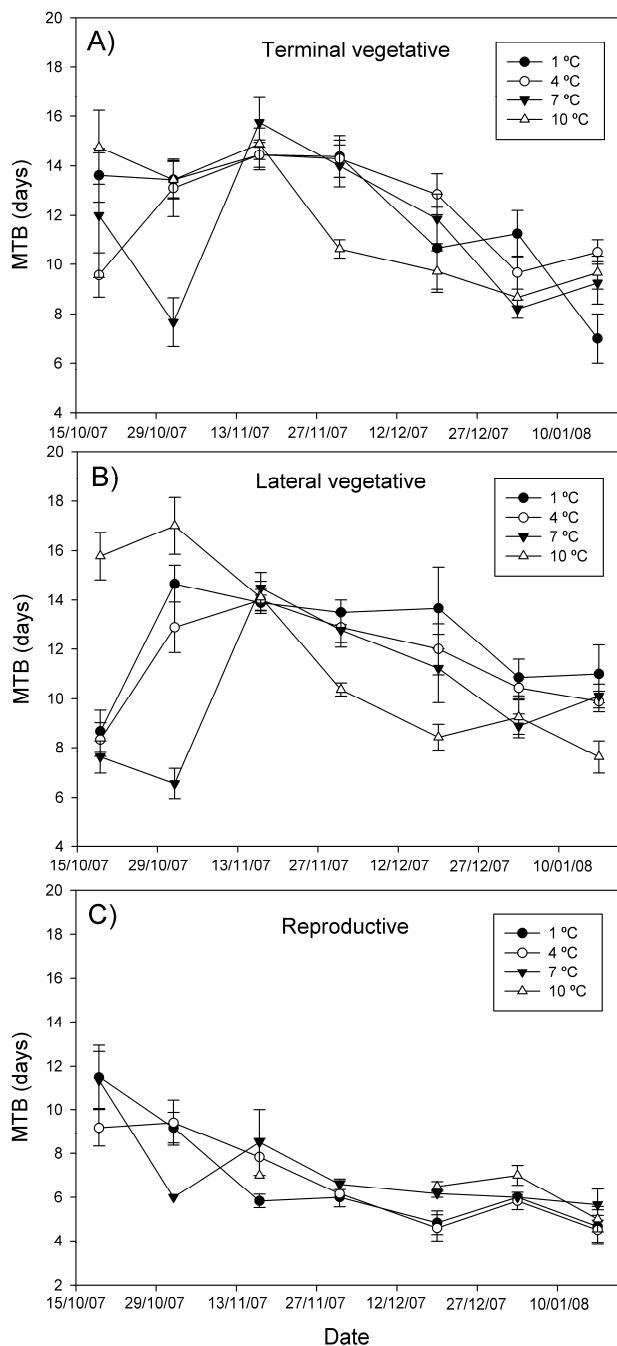 A)
Terminal vegetative
1 ºC
4 ºC
7 ºC
10 ºC
MTB (days)
20
18
16
14
12
10
8
6
4
15/10/07 29/10/07 13/11/07 27/11/07 12/12/07 27/12/07 10/01/08
B)
Lateral vegetative
1 ºC
4 ºC
7 ºC
10 ºC
MTB (days)
20
18
16
14
12
10
8
6
4
15/10/07 29/10/07 13/11/07 27/11/07 12/12/07 27/12/07 10/01/08
C)
Reproductive
1 ºC
4 ºC
7 ºC
10 ºC
MTB (days)
20
18
16
14
12
10
8
6
4
2
15/10/07 29/10/07 13/11/07 27/11/07 12/12/07 27/12/07 10/01/08
Date